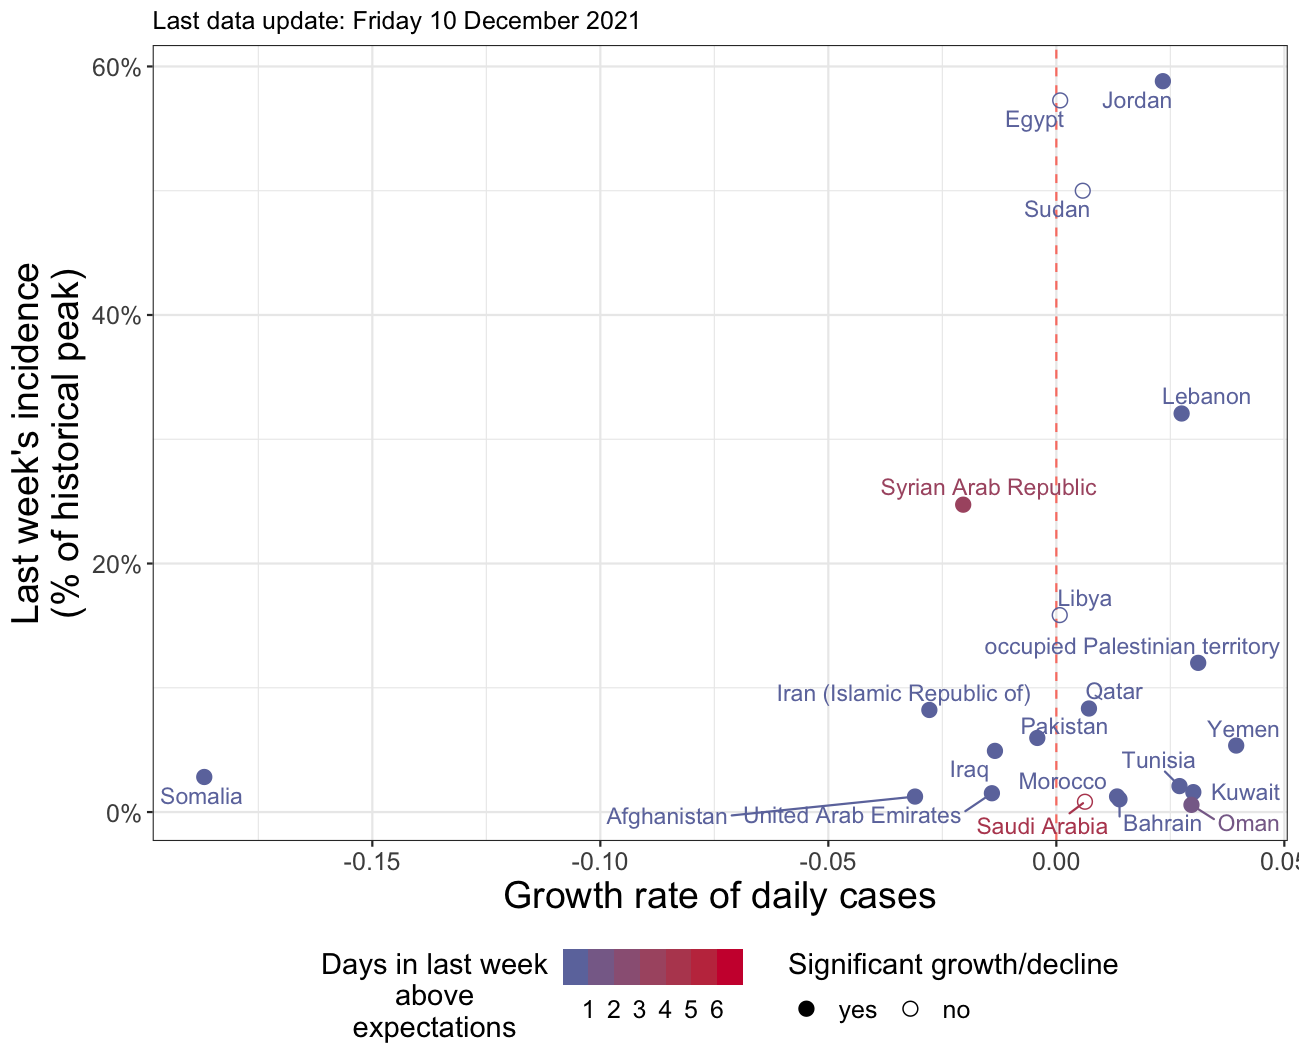 Last data update: Friday 10 December 2021
Last week's incidence
(% of historical peak)
60%
40%
20%
0%
Jordan
Egypt
Sudan
Lebanon
Syrian Arab Republic
Libya
occupied Palestinian territory
Iran (Islamic Republic of)
Qatar
Pakistan
Yemen
Iraq
Tunisia
Morocco
Kuwait
Somalia
Afghanistan
United Arab Emirates
Saudi Arabia
Bahrain
Oman
-0.15 -0.10 -0.05 0.00 0.05
Growth rate of daily cases
Days in last week
above
expectations
1 2 3 4 5 6
Significant growth/decline
yes no